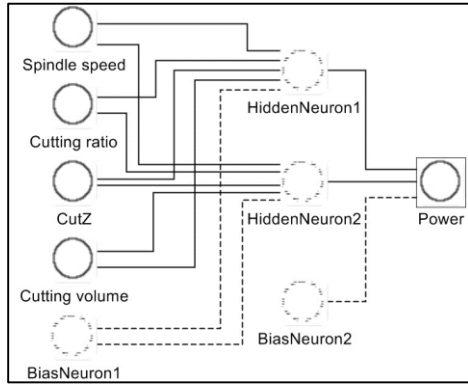 Spindle speed
HiddenNeuron1
Cutting ratio
CutZ
HiddenNeuron2
Power
Cutting volume
BiasNeuron2
BiasNeuron1